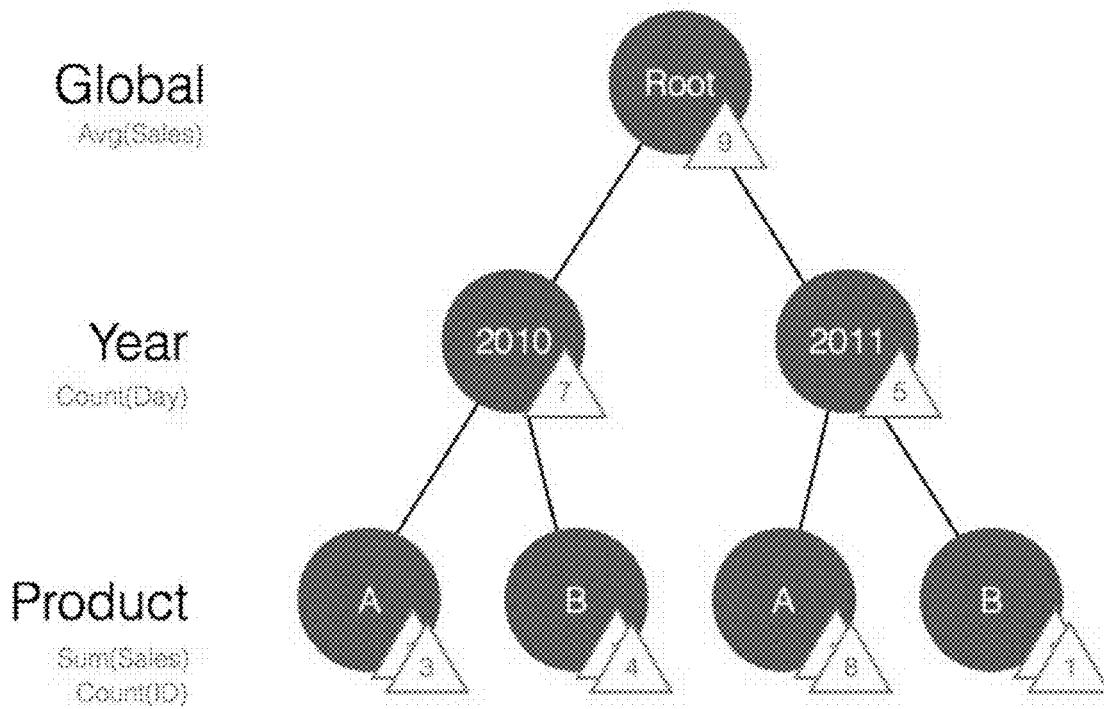 Global
Avg(Sales)
Root
9
Year
Count(Day)
2010
7
2011
5
Product
Sum(Sales)
Count(ID)
A
3
B
4
A
8
B
1